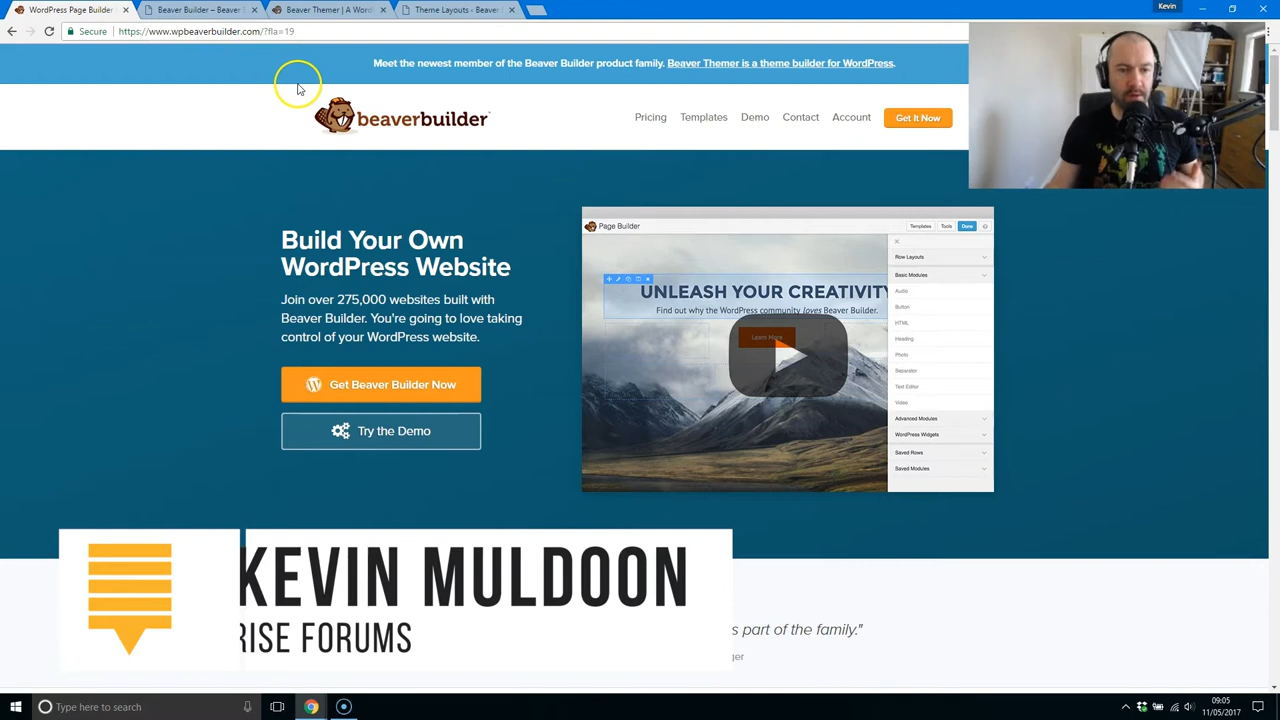 WordPress Page Builder
Beaver Builder – Beaver B
Beaver Themer | A Wor
Theme Layouts - Beaver
Kevin
Secure
https://www.wpbeaverbuilder.com/?fla=19
Meet the newest member of the Beaver Builder product family. Beaver Themer is a theme builder for WordPress.
beaverbuilder
Pricing
Templates
Demo
Contact
Account
Get It Now
Build Your Own
WordPress Website
Join over 275,000 websites built with
Beaver Builder. You're going to love taking
control of your WordPress website.
Get Beaver Builder Now
Try the Demo
Page Builder
Templates
Tools
Done
UNLEASH YOUR CREATIVITY
Find out why the WordPress community loves Beaver Builder.
Learn More
Row Layouts
Basic Modules
Audio
Button
HTML
Heading
Photo
Separator
Text Editor
Video
Advanced Modules
WordPress Widgets
Saved Rows
Saved Modules
KEVIN MULDOON
RISE FORUMS
s part of the family."
ger
Type here to search
09:05
11/05/2017